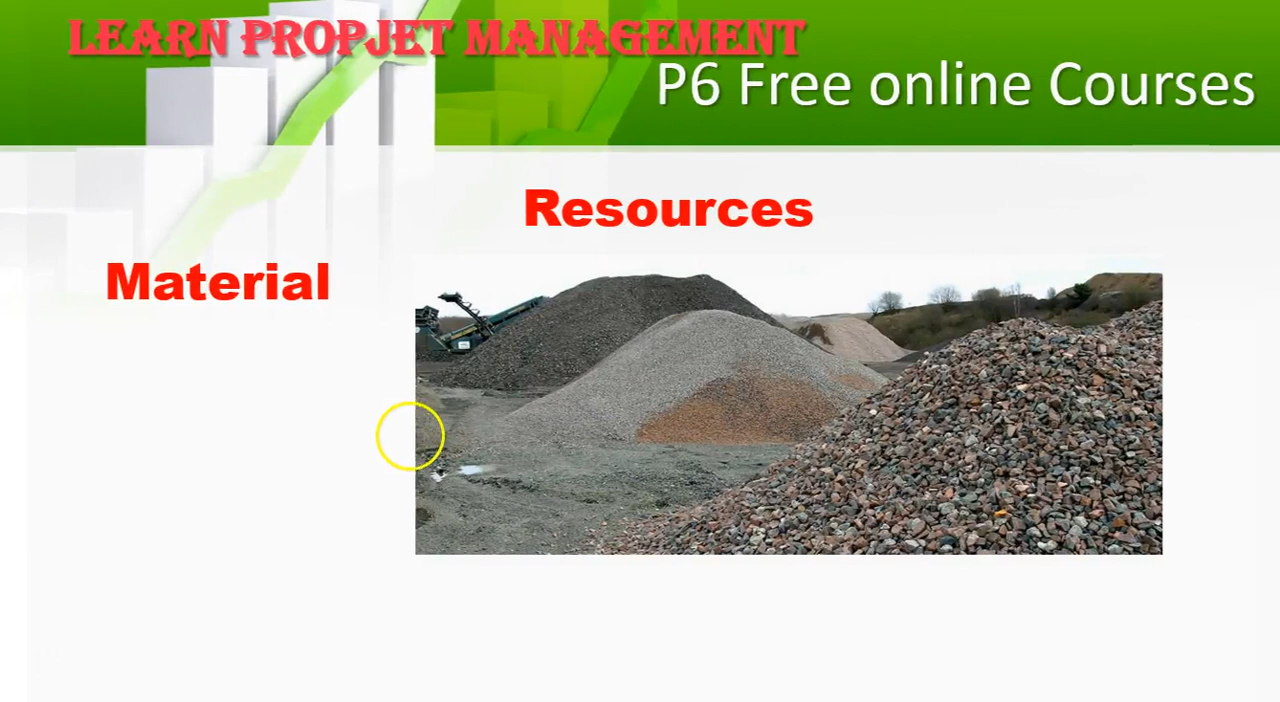 LEARN PROPJET MANAGEMENT
P6 Free online Courses
Resources
Material